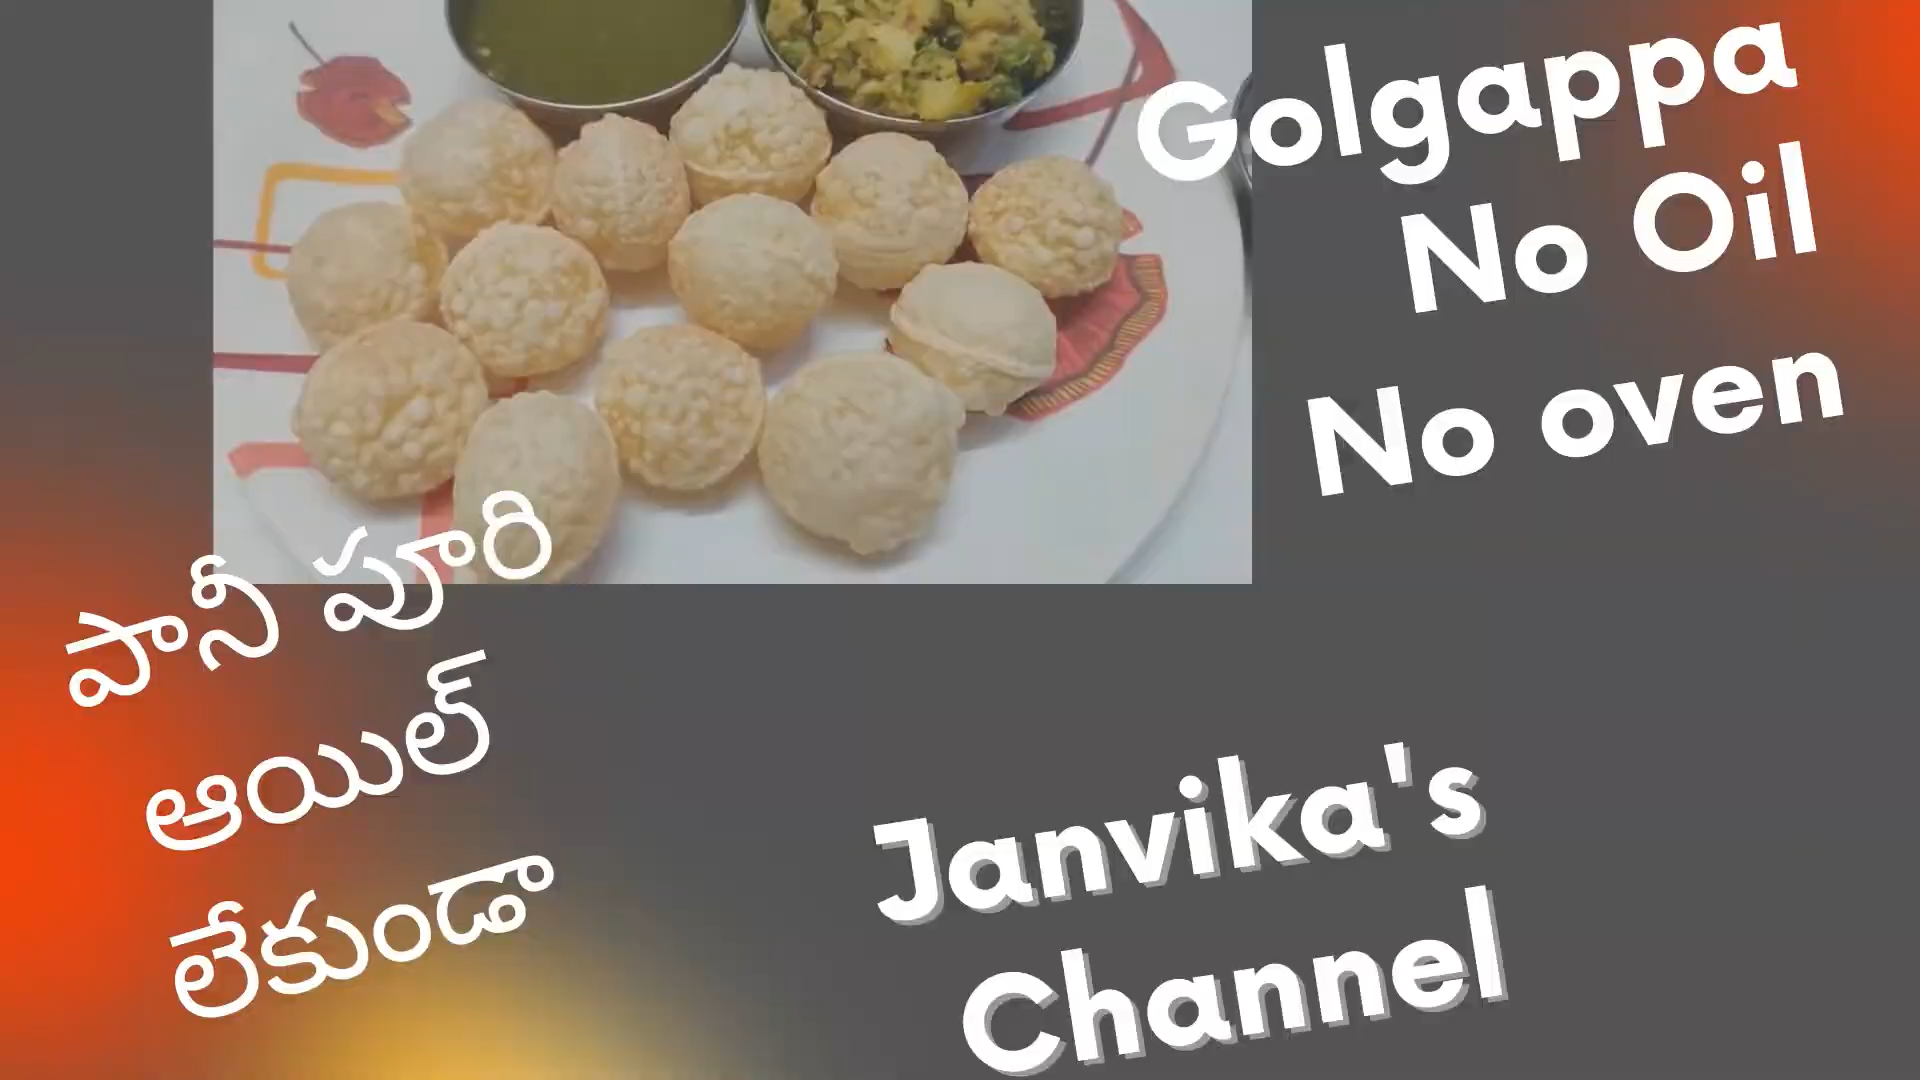 Golgappa
No Oil
No oven
పానీ పూరి
ఆయిల్
లేకుండా
Janvika's
Channel